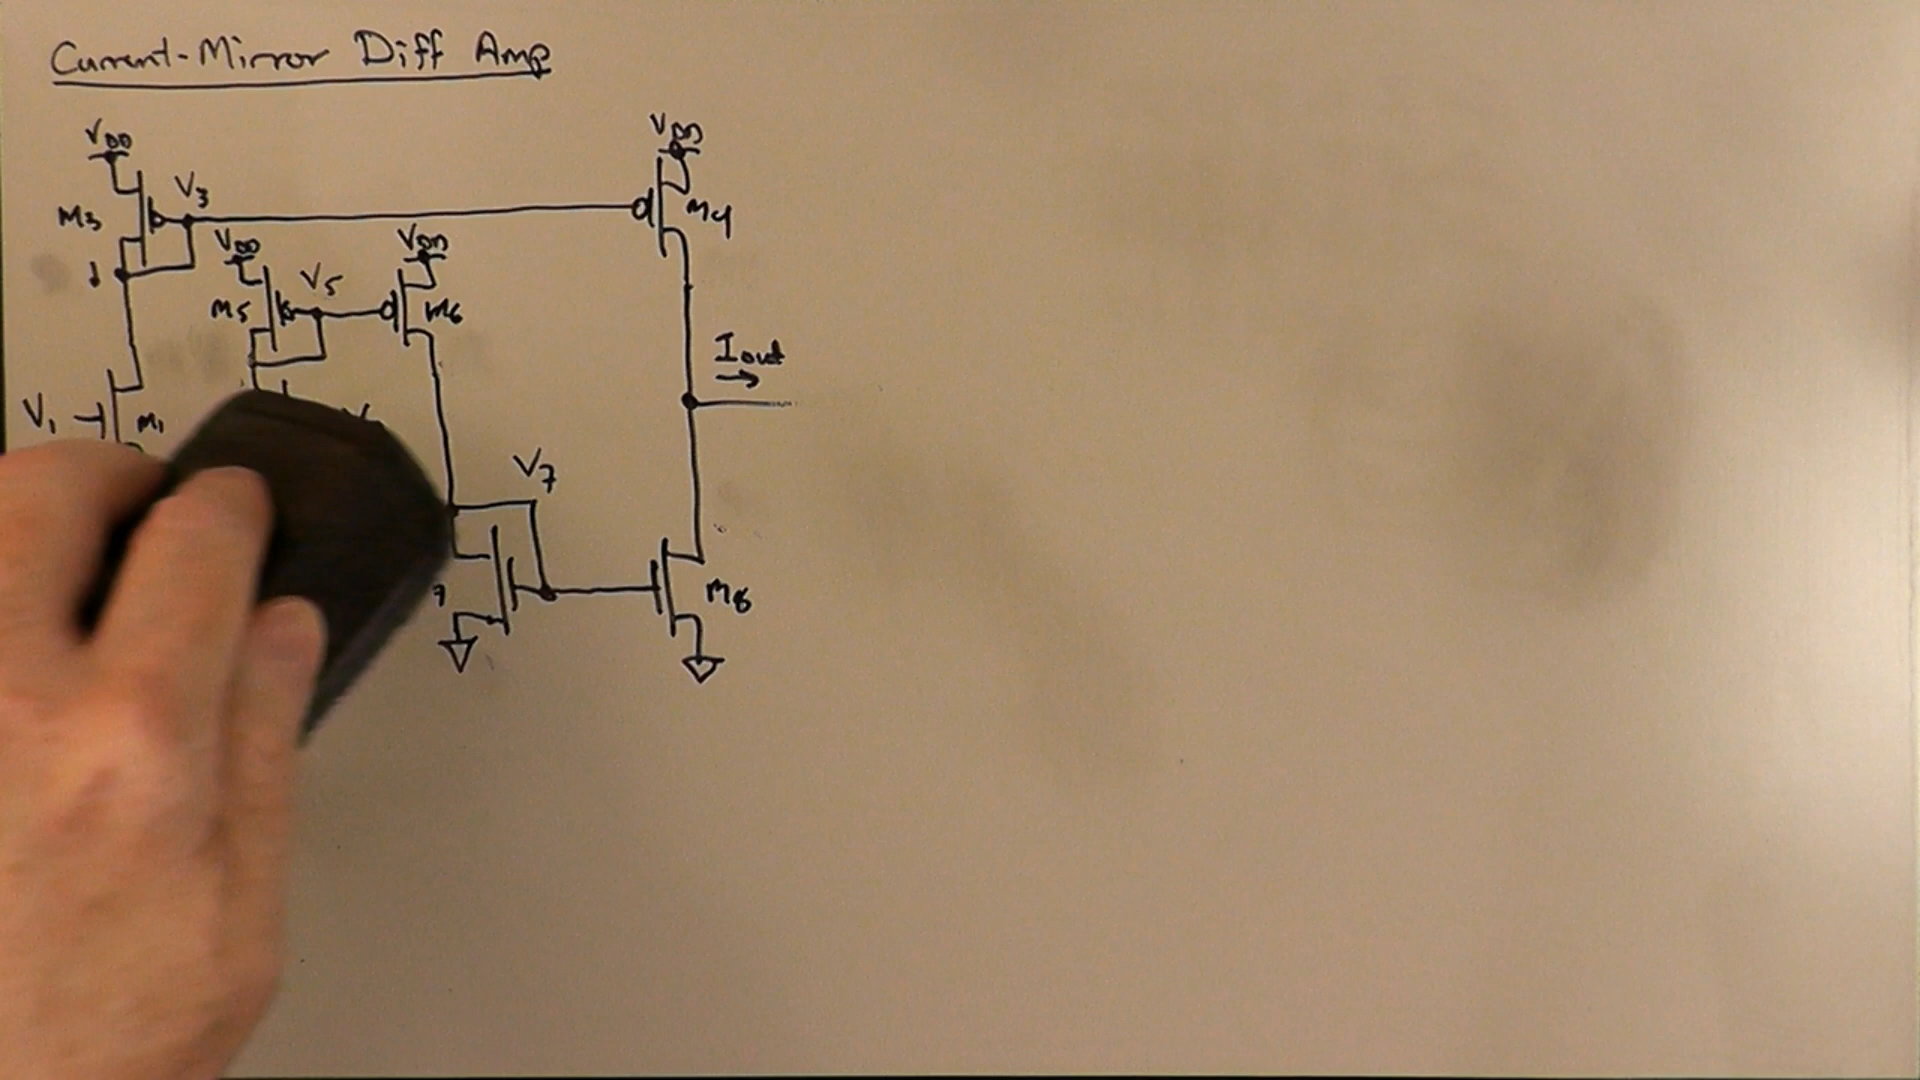 Current-Mirror Diff Amp
VDD
VDD
M3
V3
M4
VDD
VDD
M5
V5
M6
Iout
V1
M1
V7
7
M8